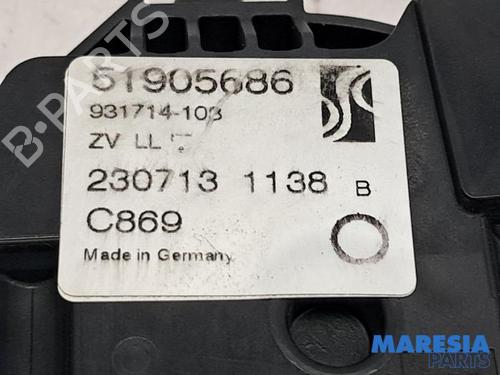 51905686
931714-103
ZV LL
230713 1138 B
C869
Made in Germany
B-PARTS
MARESIA
PARTS